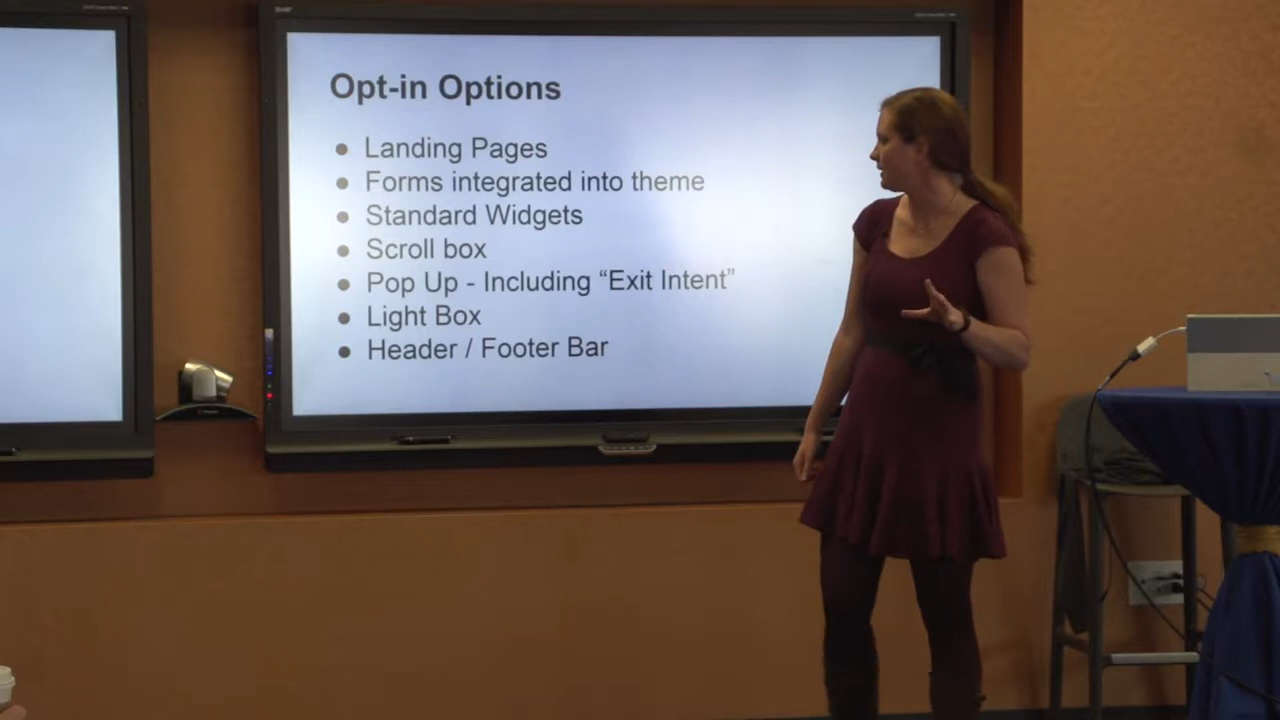 Opt-in Options
● Landing Pages
● Forms integrated into theme
● Standard Widgets
● Scroll box
● Pop Up - Including “Exit Intent”
● Light Box
● Header / Footer Bar